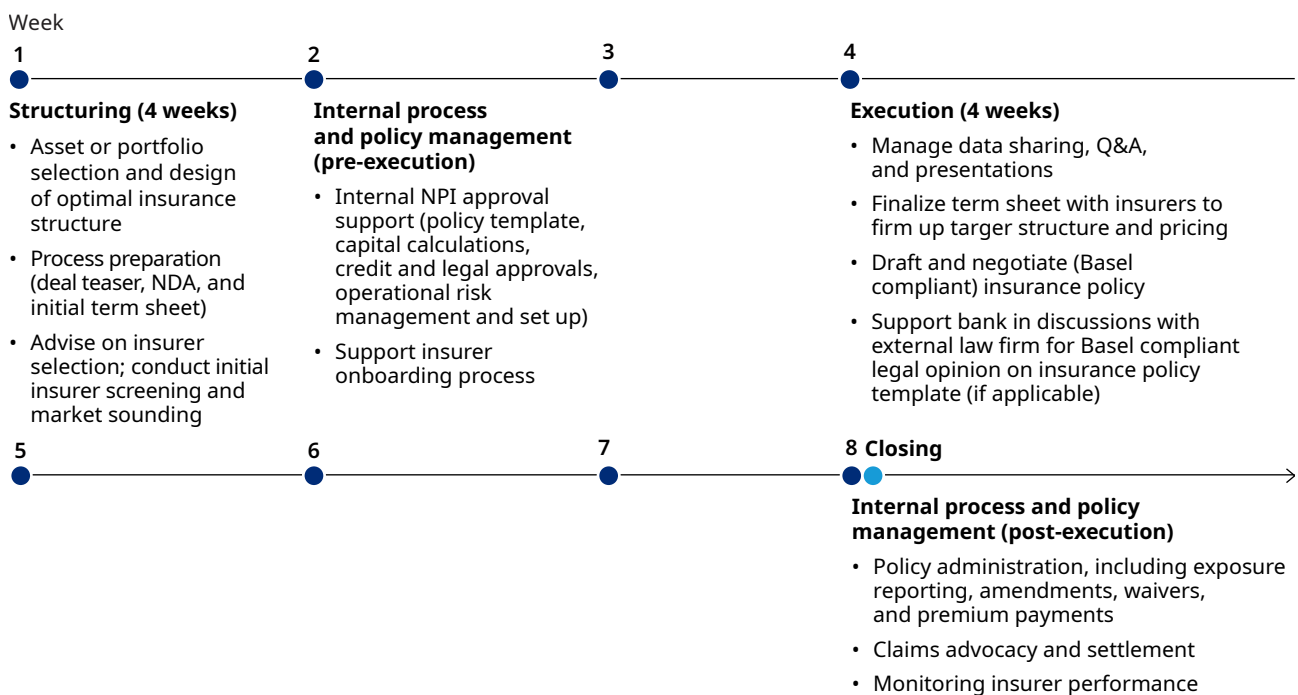 Week
1
2
3
4
Structuring (4 weeks)
• Asset or portfolio
selection and design
of optimal insurance
structure
• Process preparation
(deal teaser, NDA, and
initial term sheet)
• Advise on insurer
selection; conduct initial
insurer screening and
market sounding
Internal process
and policy management
(pre-execution)
• Internal NPI approval
support (policy template,
capital calculations,
credit and legal approvals,
operational risk
management and set up)
• Support insurer
onboarding process
Execution (4 weeks)
• Manage data sharing, Q&A,
and presentations
• Finalize term sheet with insurers to
firm up targer structure and pricing
• Draft and negotiate (Basel
compliant) insurance policy
• Support bank in discussions with
external law firm for Basel compliant
legal opinion on insurance policy
template (if applicable)
5
6
7
8 Closing
Internal process and policy
management (post-execution)
• Policy administration, including exposure
reporting, amendments, waivers,
and premium payments
• Claims advocacy and settlement
• Monitoring insurer performance